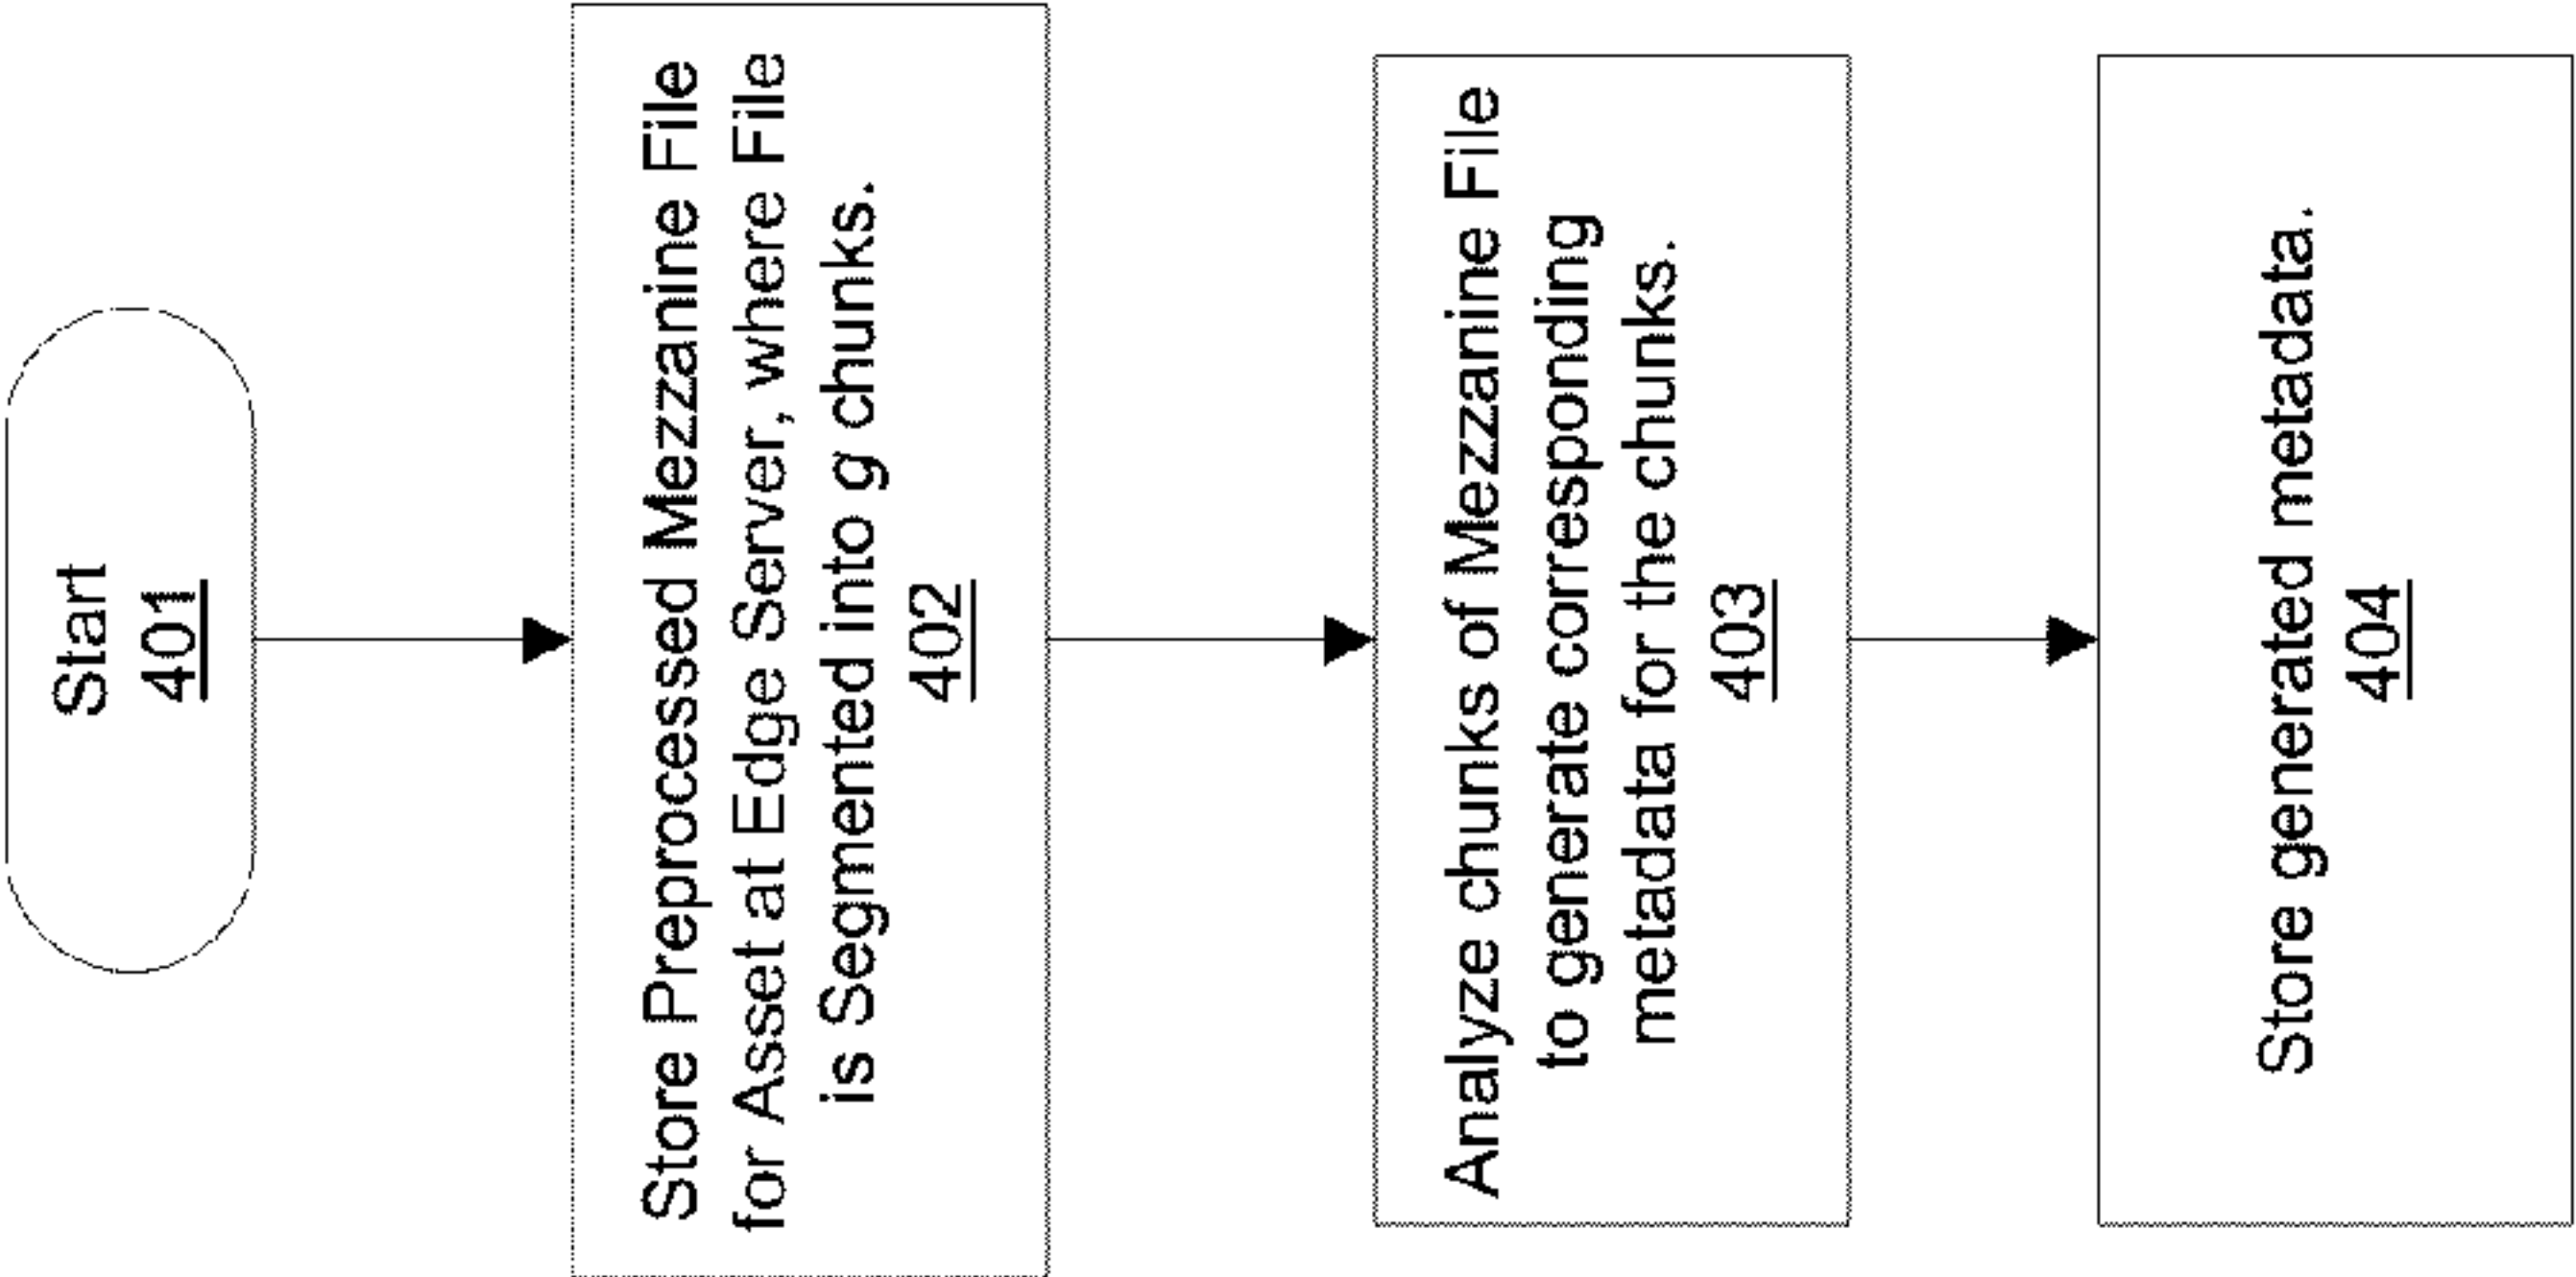 Start
401
Store Preprocessed Mezzanine File
for Asset at Edge Server, where File
is Segmented into g chunks.
402
Analyze chunks of Mezzanine File
to generate corresponding
metadata for the chunks.
403
Store generated metadata.
404